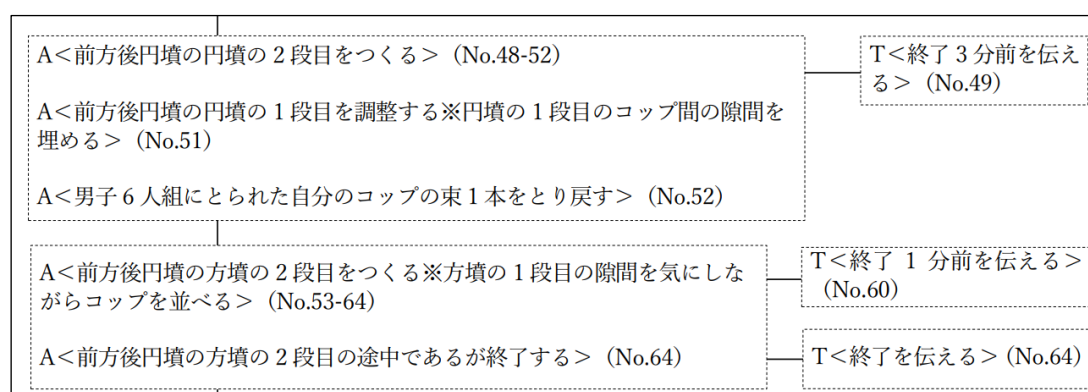 A＜前方後円墳の円墳の２段目をつくる＞（No.48-52）
T＜終了３分前を伝え
る＞（No.49）
A＜前方後円墳の円墳の１段目を調整する※円墳の１段目のコップ間の隙間を
埋める＞（No.51）
A＜男子６人組にとられた自分のコップの束１本をとり戻す＞（No.52）
A＜前方後円墳の方墳の２段目をつくる※方墳の１段目の隙間を気にしな
がらコップを並べる＞（No.53-64）
T＜終了 1 分前を伝える＞
（No.60）
A＜前方後円墳の方墳の２段目の途中であるが終了する＞（No.64）
T＜終了を伝える＞（No.64）